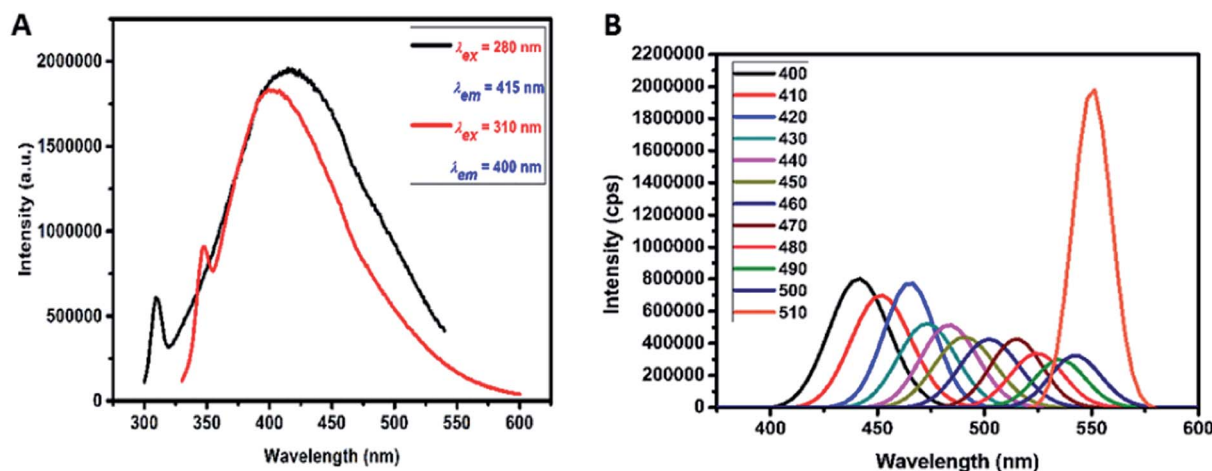 A
λex = 280 nm
λem = 415 nm
λex = 310 nm
λem = 400 nm
2000000
1500000
1000000
500000
0
300 350 400 450 500 550 600
Intensity (a.u.)
Wavelength (nm)
B
2200000
2000000
1800000
1600000
1400000
1200000
1000000
800000
600000
400000
200000
0
400
410
420
430
440
450
460
470
480
490
500
510
400 450 500 550 600
Intensity (cps)
Wavelength (nm)